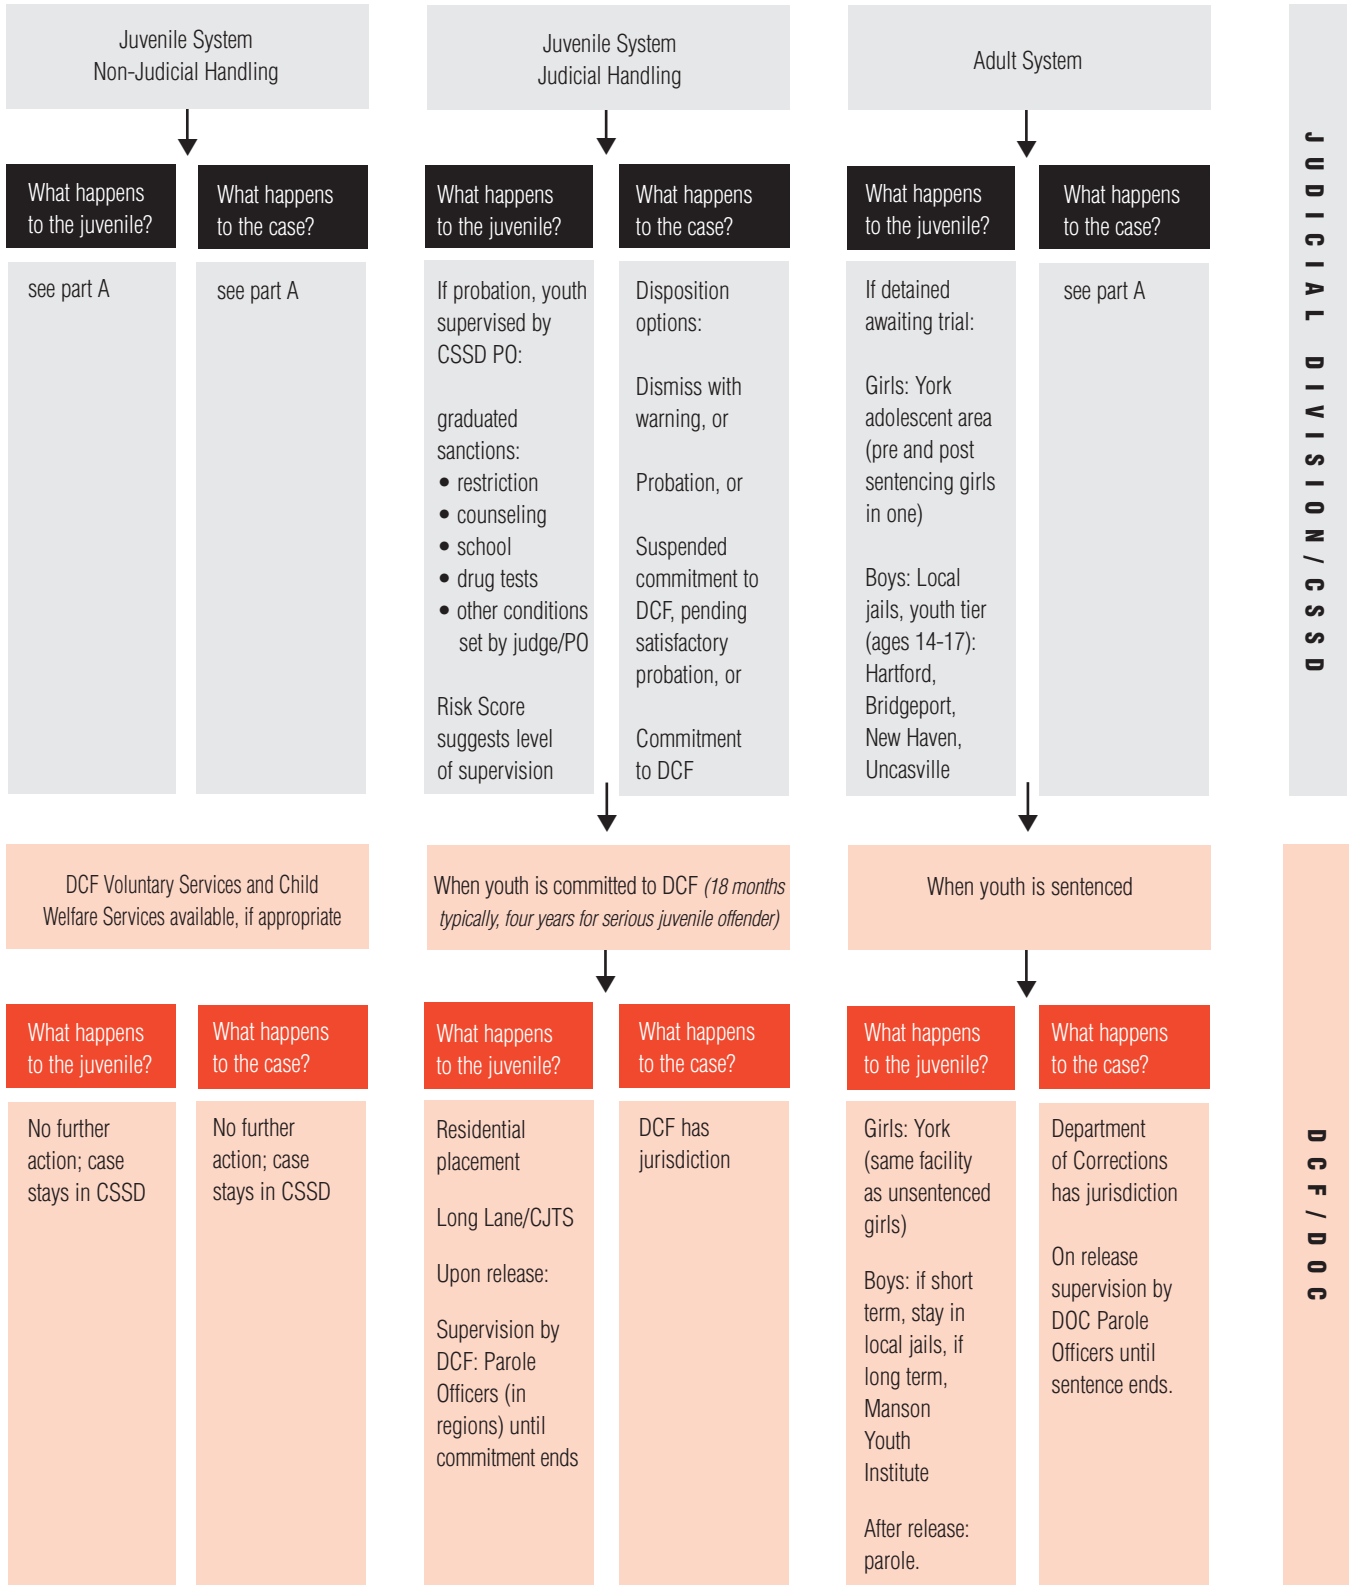 Juvenile System
Non-Judicial Handling
What happens
to the juvenile?
see part A
What happens
to the case?
see part A
Juvenile System
Judicial Handling
What happens
to the juvenile?
If probation, youth
supervised by
CSSD PO:
graduated
sanctions:
• restriction
• counseling
• school
• drug tests
• other conditions
set by judge/PO
Risk Score
suggests level
of supervision
What happens
to the case?
Disposition
options:
Dismiss with
warning, or
Probation, or
Suspended
commitment to
DCF, pending
satisfactory
probation, or
Commitment
to DCF
Adult System
What happens
to the juvenile?
If detained
awaiting trial:
Girls: York
adolescent area
(pre and post
sentencing girls
in one)
Boys: Local
jails, youth tier
(ages 14-17):
Hartford,
Bridgeport,
New Haven,
Uncasville
What happens
to the case?
see part A
JUDICIAL DIVISION/CSSD
DCF Voluntary Services and Child
Welfare Services available, if appropriate
What happens
to the juvenile?
No further
action; case
stays in CSSD
What happens
to the case?
No further
action; case
stays in CSSD
When youth is committed to DCF (18 months
typically, four years for serious juvenile offender)
What happens
to the juvenile?
Residential
placement
Long Lane/CJTS
Upon release:
Supervision by
DCF: Parole
Officers (in
regions) until
commitment ends
What happens
to the case?
DCF has
jurisdiction
When youth is sentenced
What happens
to the juvenile?
Girls: York
(same facility
as unsentenced
girls)
Boys: if short
term, stay in
local jails, if
long term,
Manson
Youth
Institute
After release:
parole.
What happens
to the case?
Department
of Corrections
has jurisdiction
On release
supervision by
DOC Parole
Officers until
sentence ends.
DCF/DOC